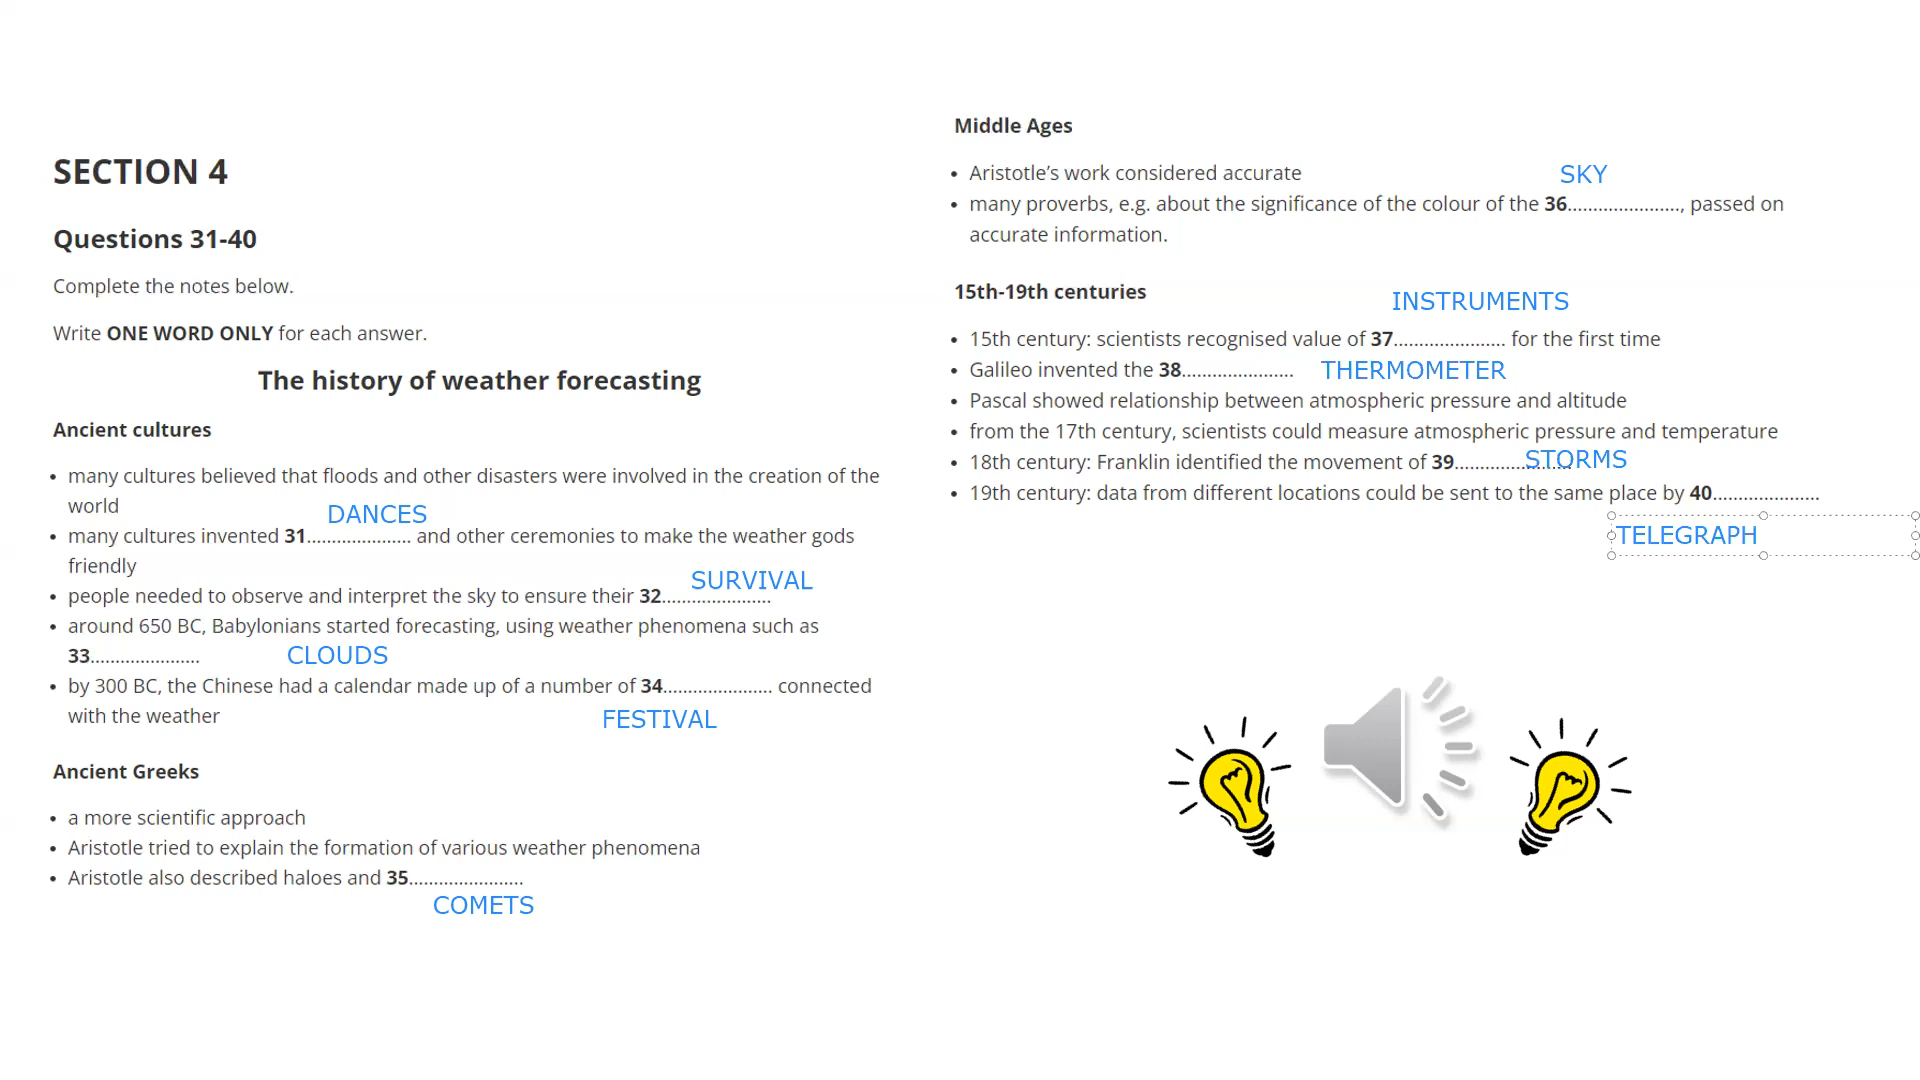 SECTION 4
Questions 31-40
Complete the notes below.
Write ONE WORD ONLY for each answer.
The history of weather forecasting
Ancient cultures
• many cultures believed that floods and other disasters were involved in the creation of the
world
DANCES
• many cultures invented 31..................... and other ceremonies to make the weather gods
friendly
SURVIVAL
• people needed to observe and interpret the sky to ensure their 32......................
• around 650 BC, Babylonians started forecasting, using weather phenomena such as
33...................... CLOUDS
• by 300 BC, the Chinese had a calendar made up of a number of 34...................... connected
with the weather
FESTIVAL
Ancient Greeks
• a more scientific approach
• Aristotle tried to explain the formation of various weather phenomena
• Aristotle also described haloes and 35.......................
COMETS
Middle Ages
• Aristotle’s work considered accurate
SKY
• many proverbs, e.g. about the significance of the colour of the 36......................, passed on
accurate information.
15th-19th centuries
INSTRUMENTS
• 15th century: scientists recognised value of 37...................... for the first time
• Galileo invented the 38...................... THERMOMETER
• Pascal showed relationship between atmospheric pressure and altitude
• from the 17th century, scientists could measure atmospheric pressure and temperature
• 18th century: Franklin identified the movement of 39...................... STORMS
• 19th century: data from different locations could be sent to the same place by 40.....................
TELEGRAPH